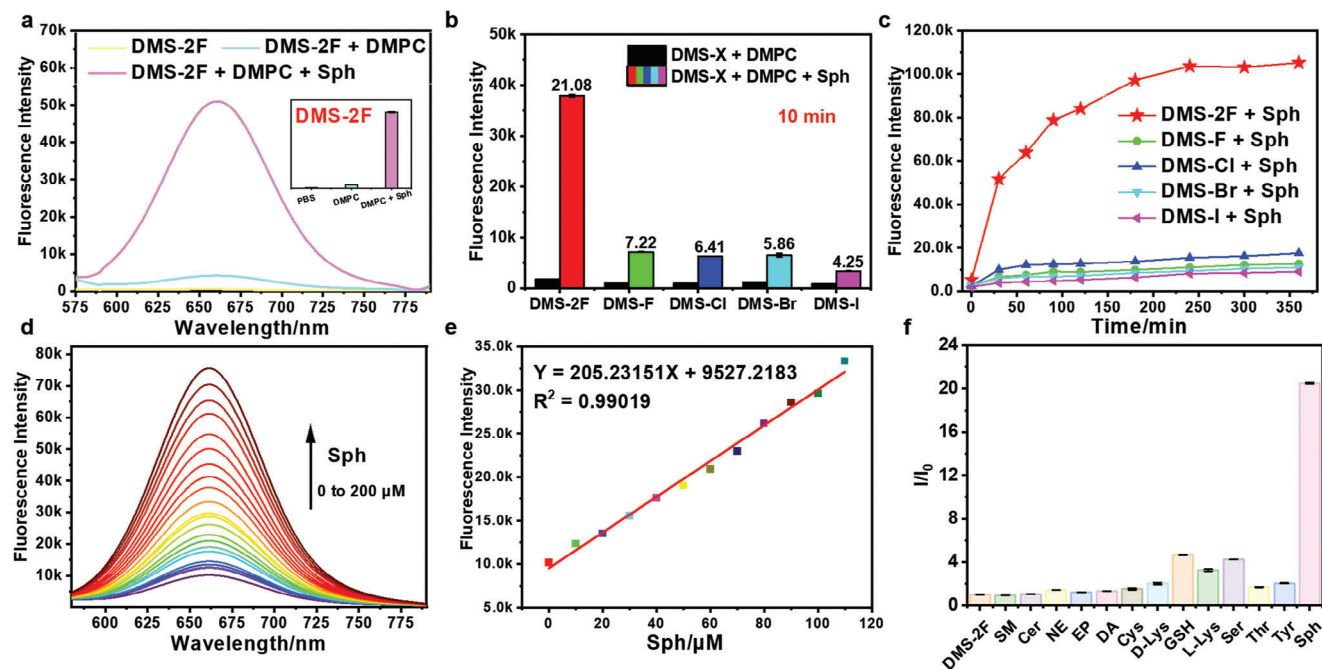 a
70k
60k
50k
40k
30k
20k
10k
0
Fluorescence Intensity
DMS-2F
DMS-2F + DMPC
DMS-2F + DMPC + Sph
DMS-2F
PBS
DMPC
DMPC + Sph
575 600 625 650 675 700 725 750 775
Wavelength/nm
b
50k
40k
30k
20k
10k
0
Fluorescence Intensity
DMS-X + DMPC
DMS-X + DMPC + Sph
10 min
21.08
7.22
6.41
5.86
4.25
DMS-2F DMS-F DMS-Cl DMS-Br DMS-I
c
120.0k
100.0k
80.0k
60.0k
40.0k
20.0k
0.0
Fluorescence Intensity
DMS-2F + Sph
DMS-F + Sph
DMS-Cl + Sph
DMS-Br + Sph
DMS-I + Sph
0 50 100 150 200 250 300 350
Time/min
d
80k
70k
60k
50k
40k
30k
20k
10k
Fluorescence Intensity
Sph
0 to 200 µM
600 625 650 675 700 725 750 775
Wavelength/nm
e
35.0k
30.0k
25.0k
20.0k
15.0k
10.0k
5.0k
Fluorescence Intensity
Y = 205.23151X + 9527.2183
R² = 0.99019
0 20 40 60 80 100 120
Sph/µM
f
24
20
16
12
8
4
0
I/I₀
DMS-2F
SM
Cer
NE
EP
DA
Cys
D-Lys
GSH
L-Lys
Ser
Thr
Tyr
Sph